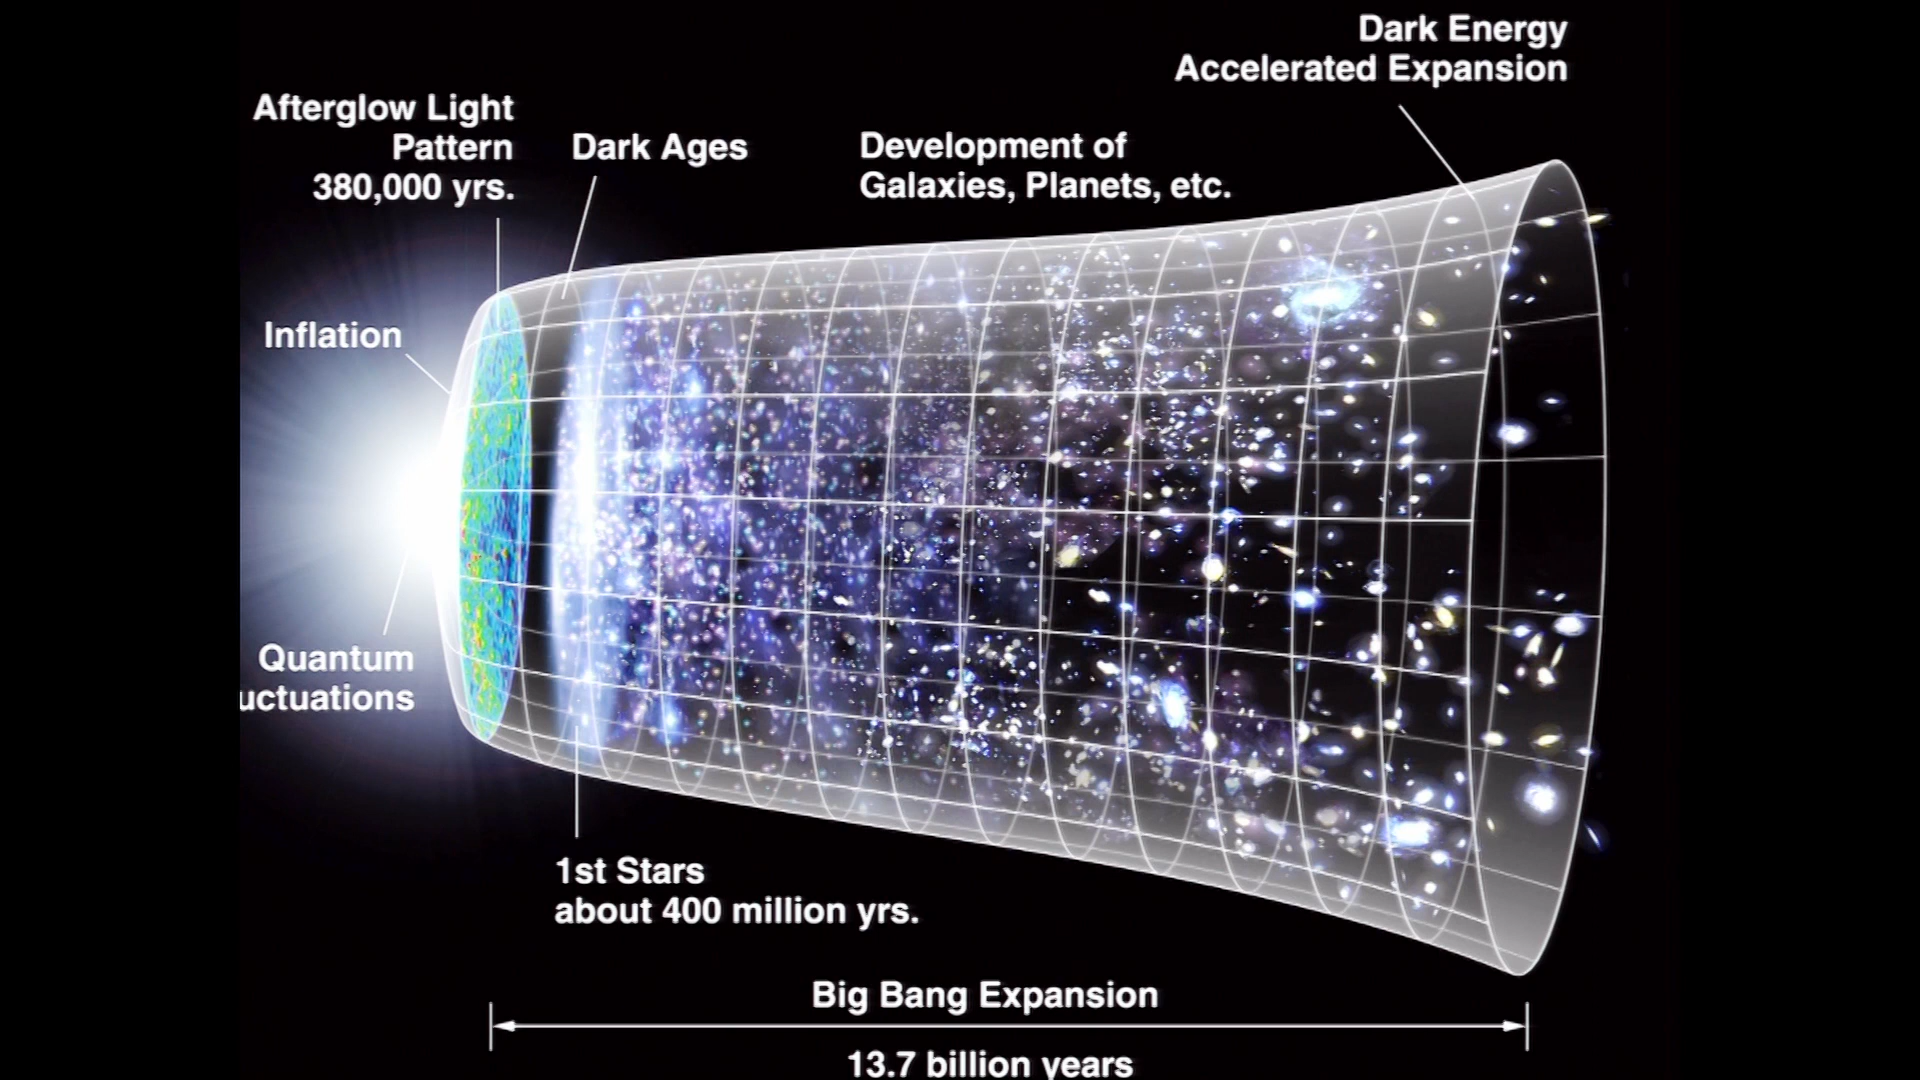 Dark Energy
Accelerated Expansion
Afterglow Light
Pattern
380,000 yrs.
Dark Ages
Development of
Galaxies, Planets, etc.
Inflation
Quantum
uctuations
1st Stars
about 400 million yrs.
Big Bang Expansion
13.7 billion years